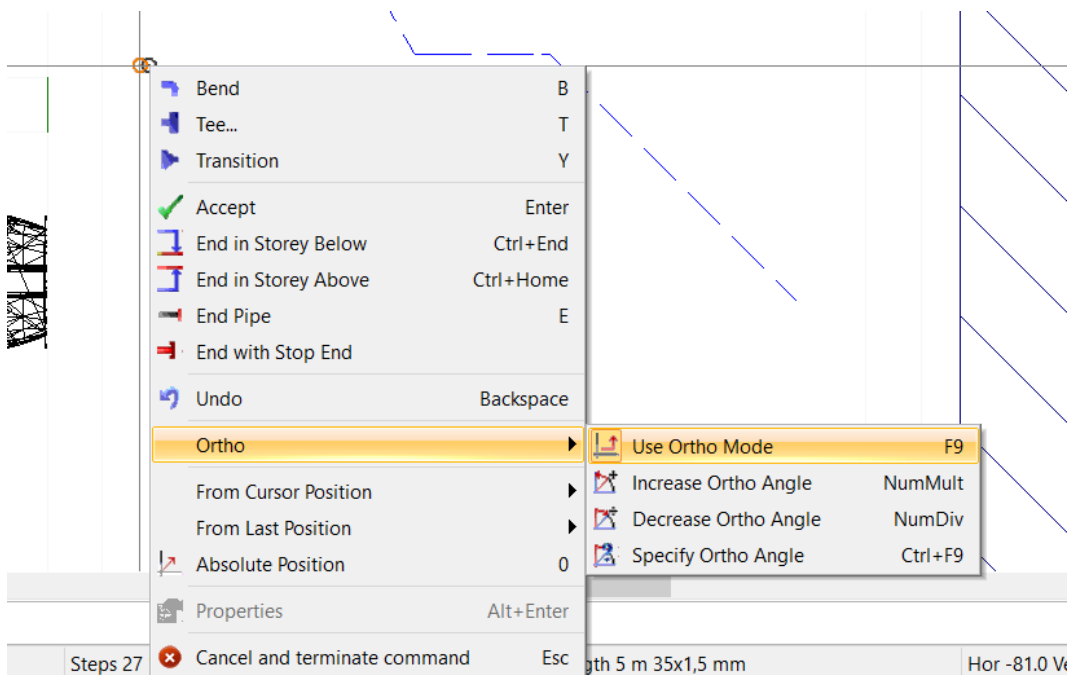 Bend B
Tee... T
Transition Y
Accept Enter
End in Storey Below Ctrl+End
End in Storey Above Ctrl+Home
End Pipe E
End with Stop End
Undo Backspace
Ortho
Use Ortho Mode F9
Increase Ortho Angle NumMult
Decrease Ortho Angle NumDiv
Specify Ortho Angle Ctrl+F9
From Cursor Position
From Last Position
Absolute Position 0
Properties Alt+Enter
Cancel and terminate command Esc
Steps 27 gth 5 m 35x1,5 mm Hor -81.0 Ve